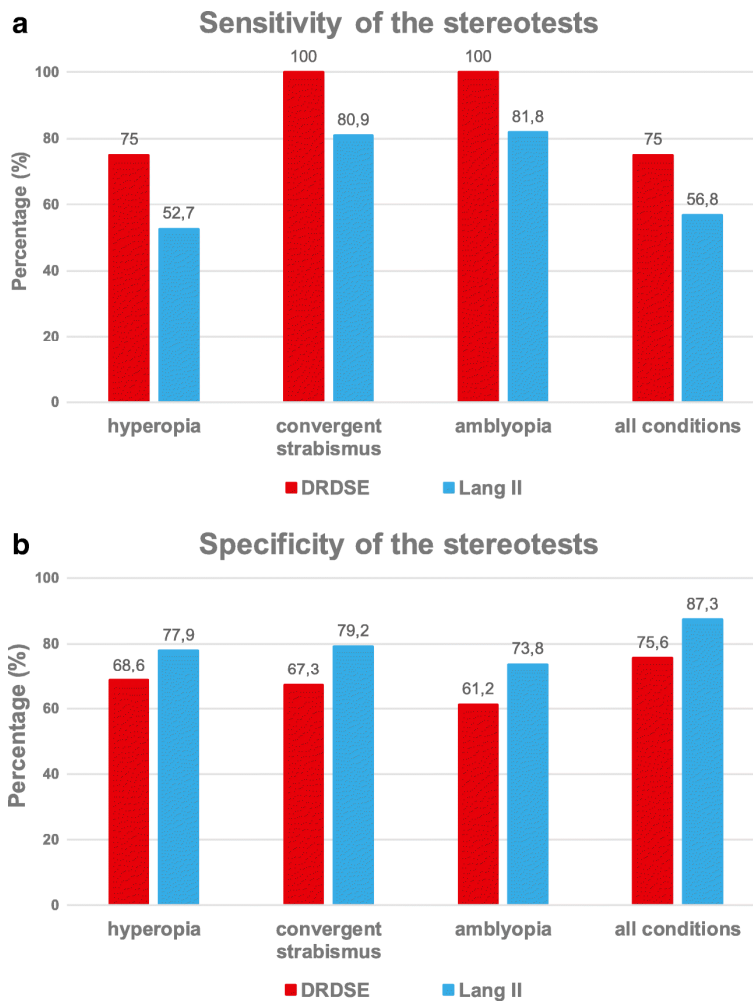 a
Sensitivity of the stereotests
100 100
100
80,9 81,8
80
75 75
60
52,7 56,8
40
20
0
Percentage (%)
hyperopia convergent strabismus amblyopia all conditions
DRDSE Lang II
b
Specificity of the stereotests
100
87,3
80
77,9 79,2 73,8 75,6
68,6 67,3 61,2
60
40
20
0
Percentage (%)
hyperopia convergent strabismus amblyopia all conditions
DRDSE Lang II